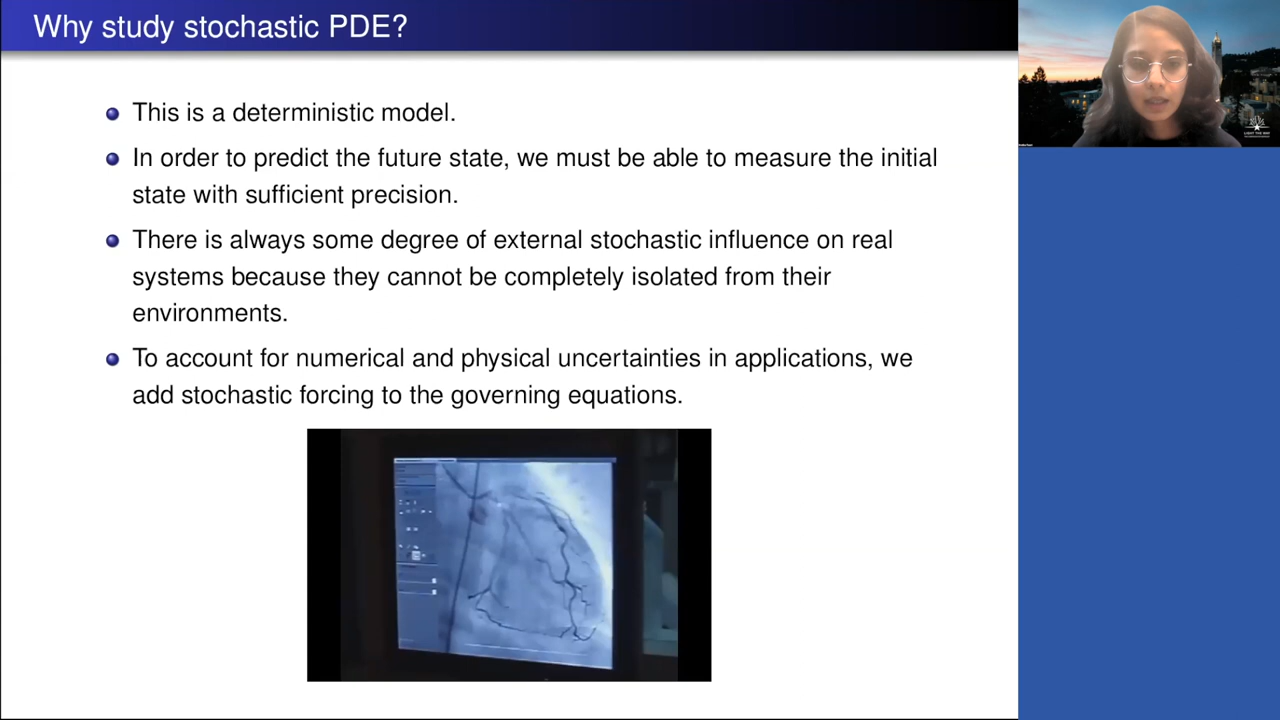 Why study stochastic PDE?
This is a deterministic model.
In order to predict the future state, we must be able to measure the initial
state with sufficient precision.
There is always some degree of external stochastic influence on real
systems because they cannot be completely isolated from their
environments.
To account for numerical and physical uncertainties in applications, we
add stochastic forcing to the governing equations.
LIGHT THE WAY